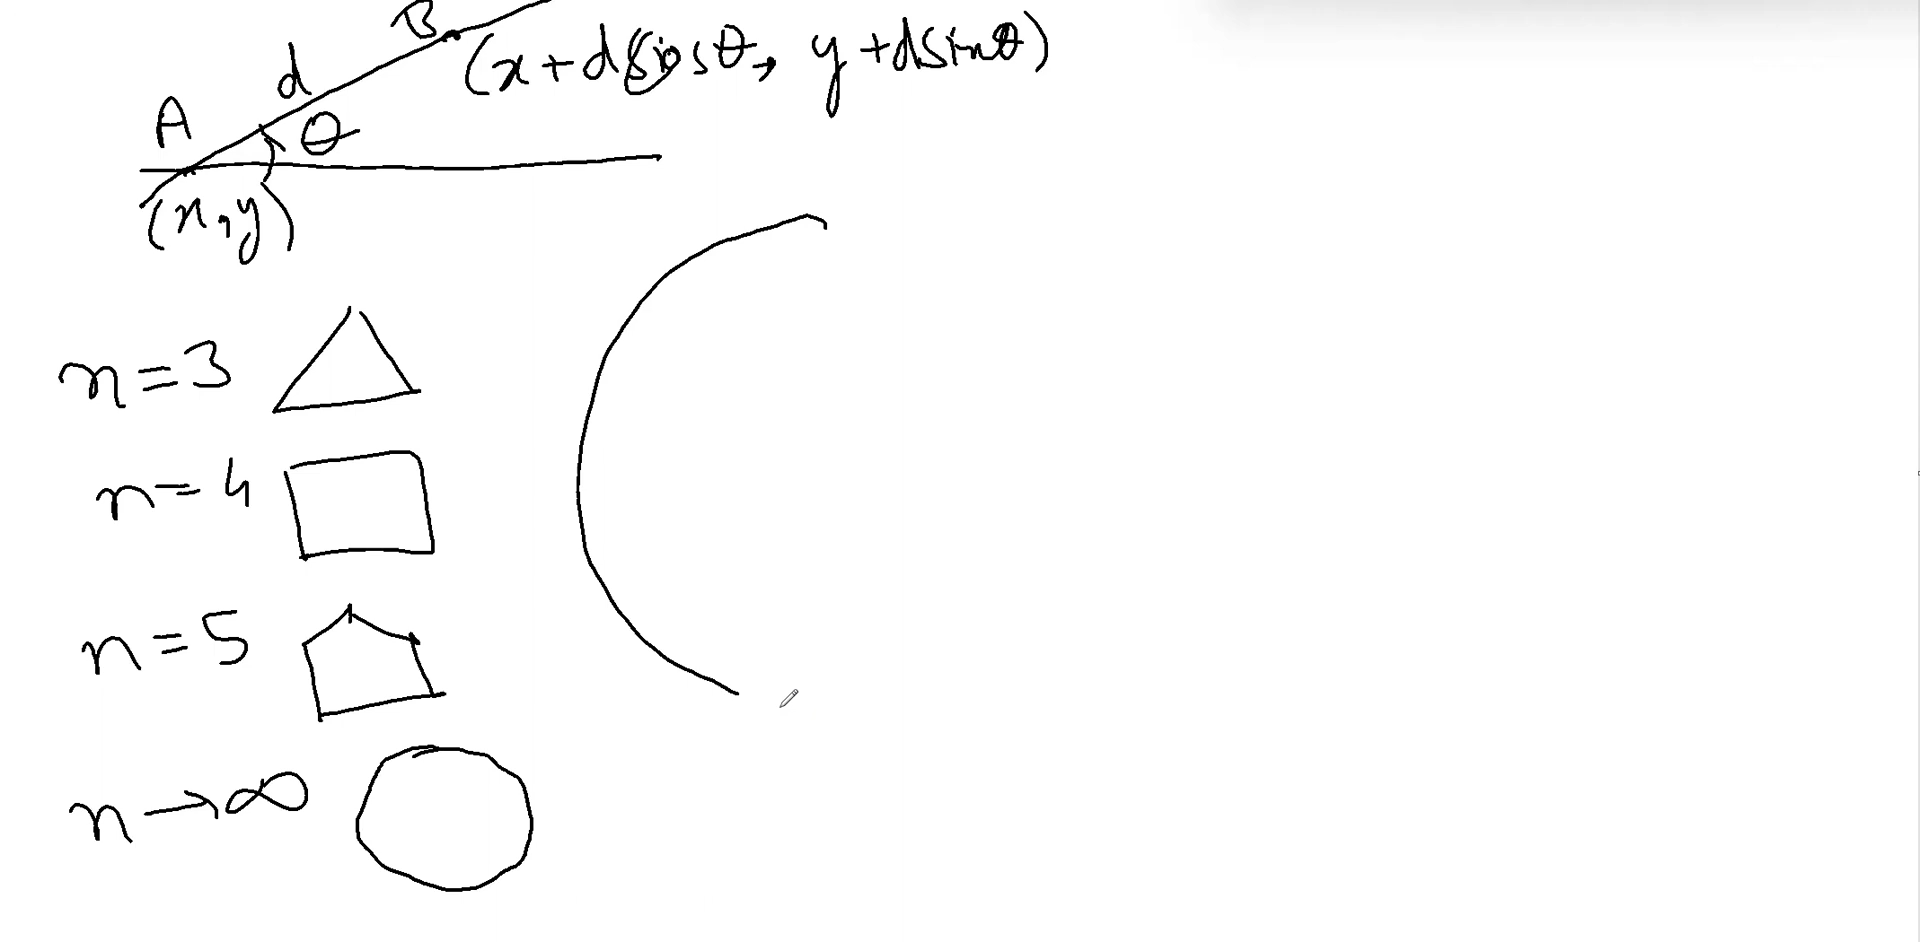 B
(x+dcosθ, y+dsinθ)
d
A
θ
(x,y)
n=3
n=4
n=5
n→∞